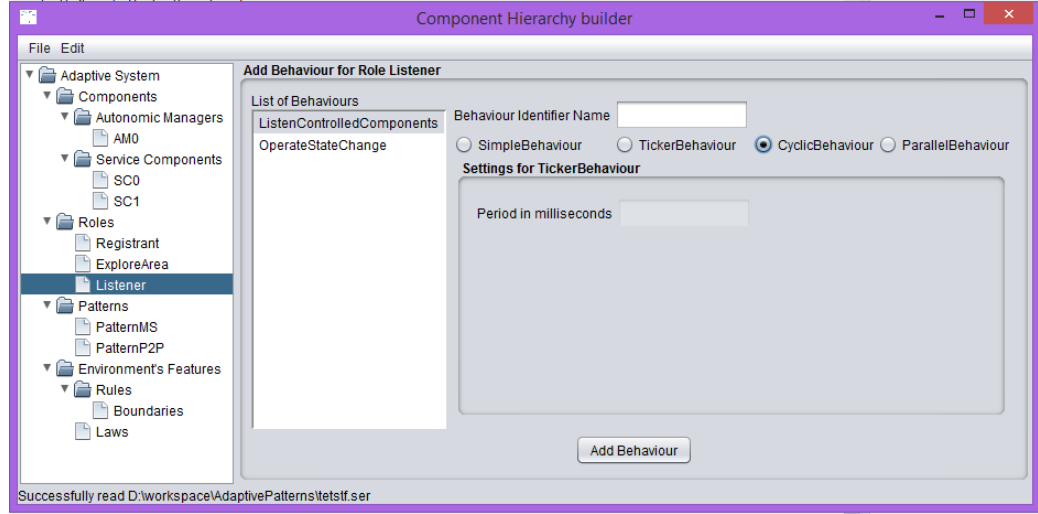 Component Hierarchy builder
File Edit
Adaptive System
Components
Autonomic Managers
AM0
Service Components
SC0
SC1
Roles
Registrant
ExploreArea
Listener
Patterns
PatternMS
PatternP2P
Environment's Features
Rules
Boundaries
Laws
Add Behaviour for Role Listener
List of Behaviours
ListenControlledComponents
OperateStateChange
Behaviour Identifier Name
SimpleBehaviour TickerBehaviour CyclicBehaviour ParallelBehaviour
Settings for TickerBehaviour
Period in milliseconds
Add Behaviour
Successfully read D:\workspace\AdaptivePatterns\tetstf.ser